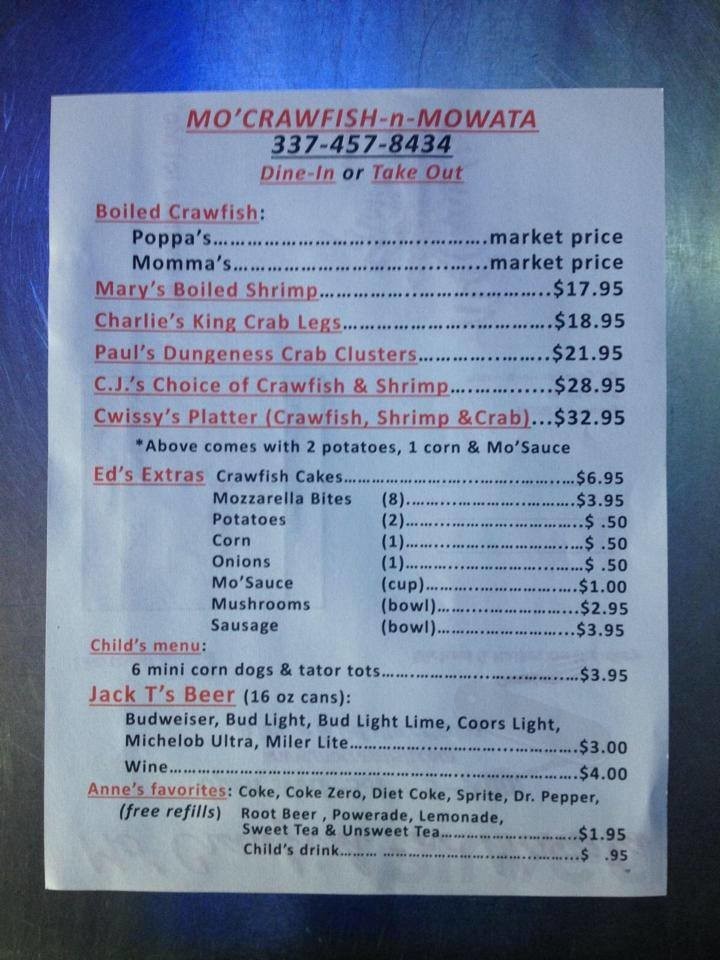 MO'CRAWFISH-n-MOWATA
337-457-8434
Dine-In or Take Out
Boiled Crawfish:
Poppa's……………………………………market price
Momma's…………………………………market price
Mary's Boiled Shrimp…………………………$17.95
Charlie's King Crab Legs………………………$18.95
Paul's Dungeness Crab Clusters………………$21.95
C.J.'s Choice of Crawfish & Shrimp……………$28.95
Cwissy's Platter (Crawfish, Shrimp &Crab)...$32.95
*Above comes with 2 potatoes, 1 corn & Mo'Sauce
Ed's Extras Crawfish Cakes……………………………$6.95
Mozzarella Bites (8)……………………$3.95
Potatoes (2)……………………$ .50
Corn (1)……………………$ .50
Onions (1)……………………$ .50
Mo'Sauce (cup)…………………$1.00
Mushrooms (bowl)…………………$2.95
Sausage (bowl)…………………$3.95
Child's menu:
6 mini corn dogs & tator tots…………………………$3.95
Jack T's Beer (16 oz cans):
Budweiser, Bud Light, Bud Light Lime, Coors Light,
Michelob Ultra, Miler Lite……………………………$3.00
Wine……………………………………………………$4.00
Anne's favorites: Coke, Coke Zero, Diet Coke, Sprite, Dr. Pepper,
(free refills) Root Beer , Powerade, Lemonade,
Sweet Tea & Unsweet Tea……………………$1.95
Child's drink……… ……………………………$ .95